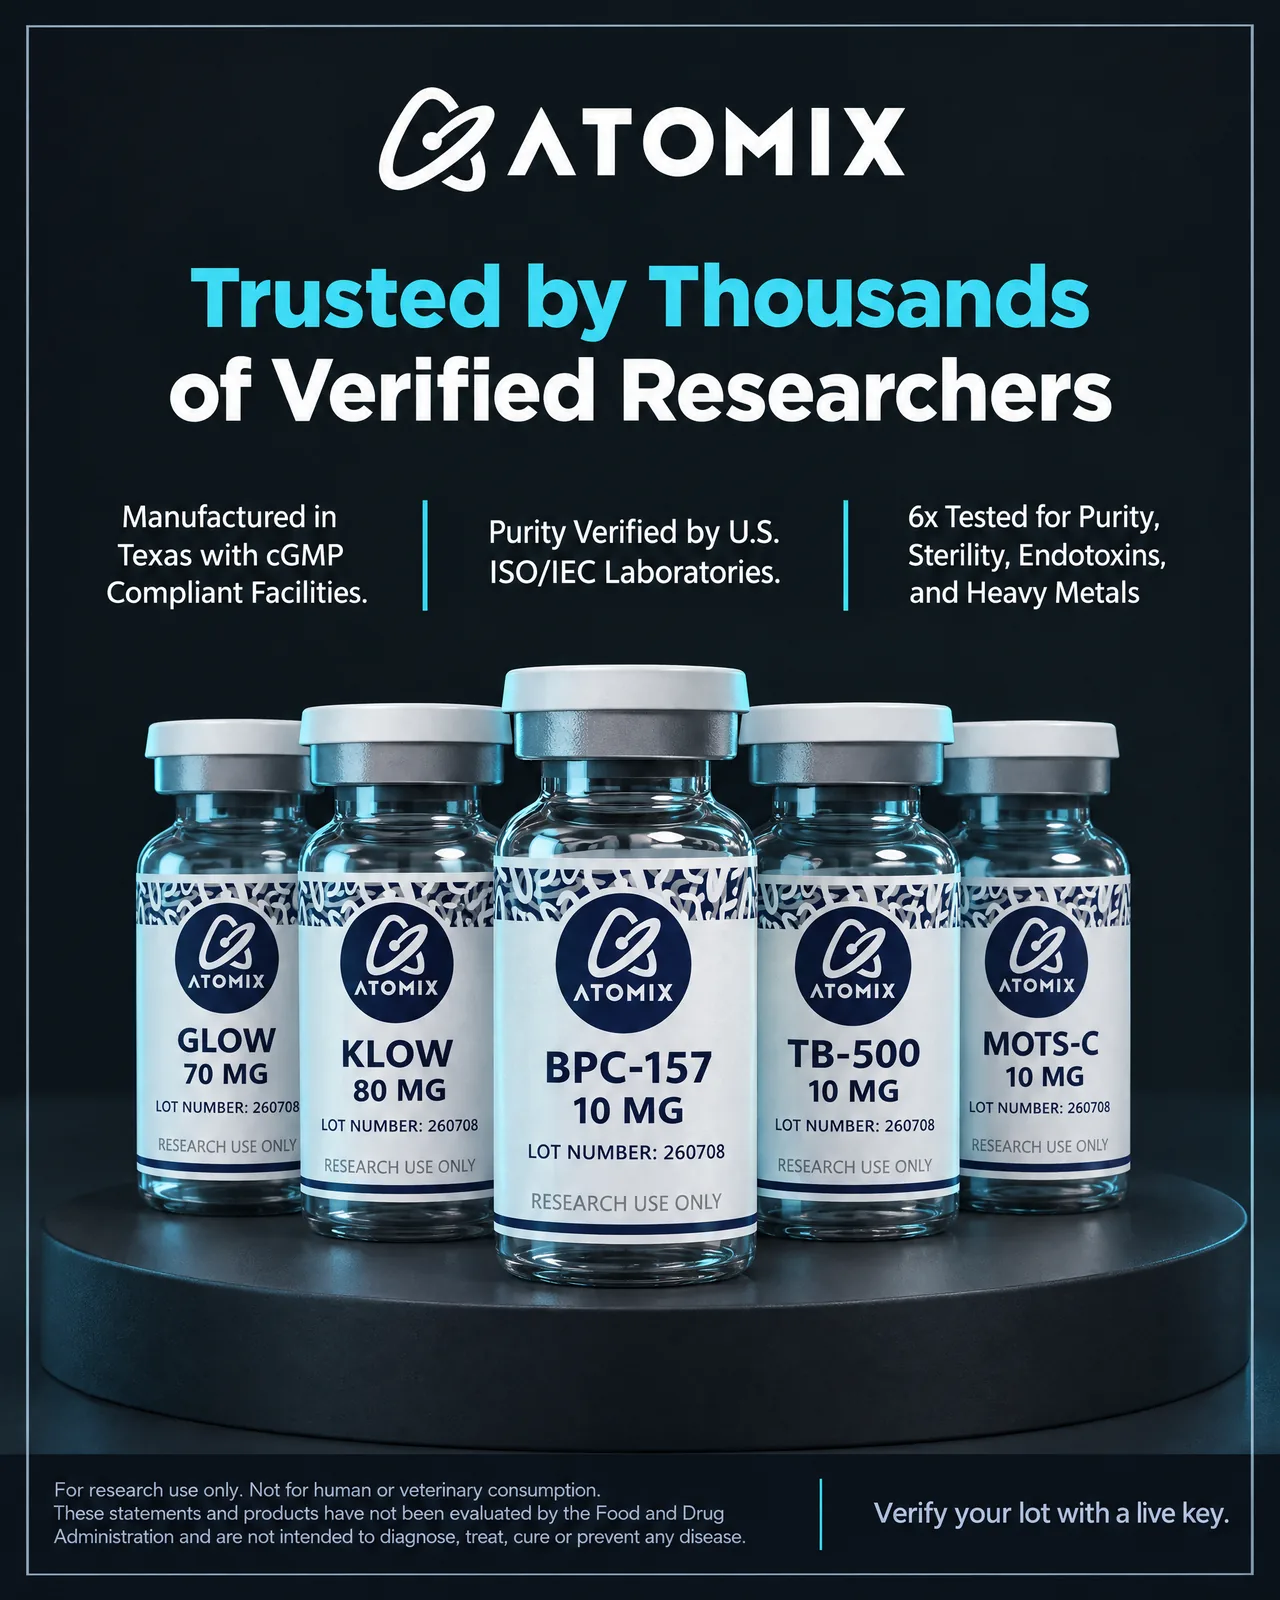 ATOMIX
Trusted by Thousands
of Verified Researchers
Manufactured in
Texas with cGMP
Compliant Facilities.
Purity Verified by U.S.
ISO/IEC Laboratories.
6x Tested for Purity,
Sterility, Endotoxins,
and Heavy Metals
ATOMIX
GLOW
70 MG
LOT NUMBER: 260708
RESEARCH USE ONLY
ATOMIX
KLOW
80 MG
LOT NUMBER: 260708
RESEARCH USE ONLY
ATOMIX
BPC-157
10 MG
LOT NUMBER: 260708
RESEARCH USE ONLY
ATOMIX
TB-500
10 MG
LOT NUMBER: 260708
RESEARCH USE ONLY
ATOMIX
MOTS-C
10 MG
LOT NUMBER: 260708
RESEARCH USE ONLY
For research use only. Not for human or veterinary consumption.
These statements and products have not been evaluated by the Food and Drug
Administration and are not intended to diagnose, treat, cure or prevent any disease.
Verify your lot with a live key.